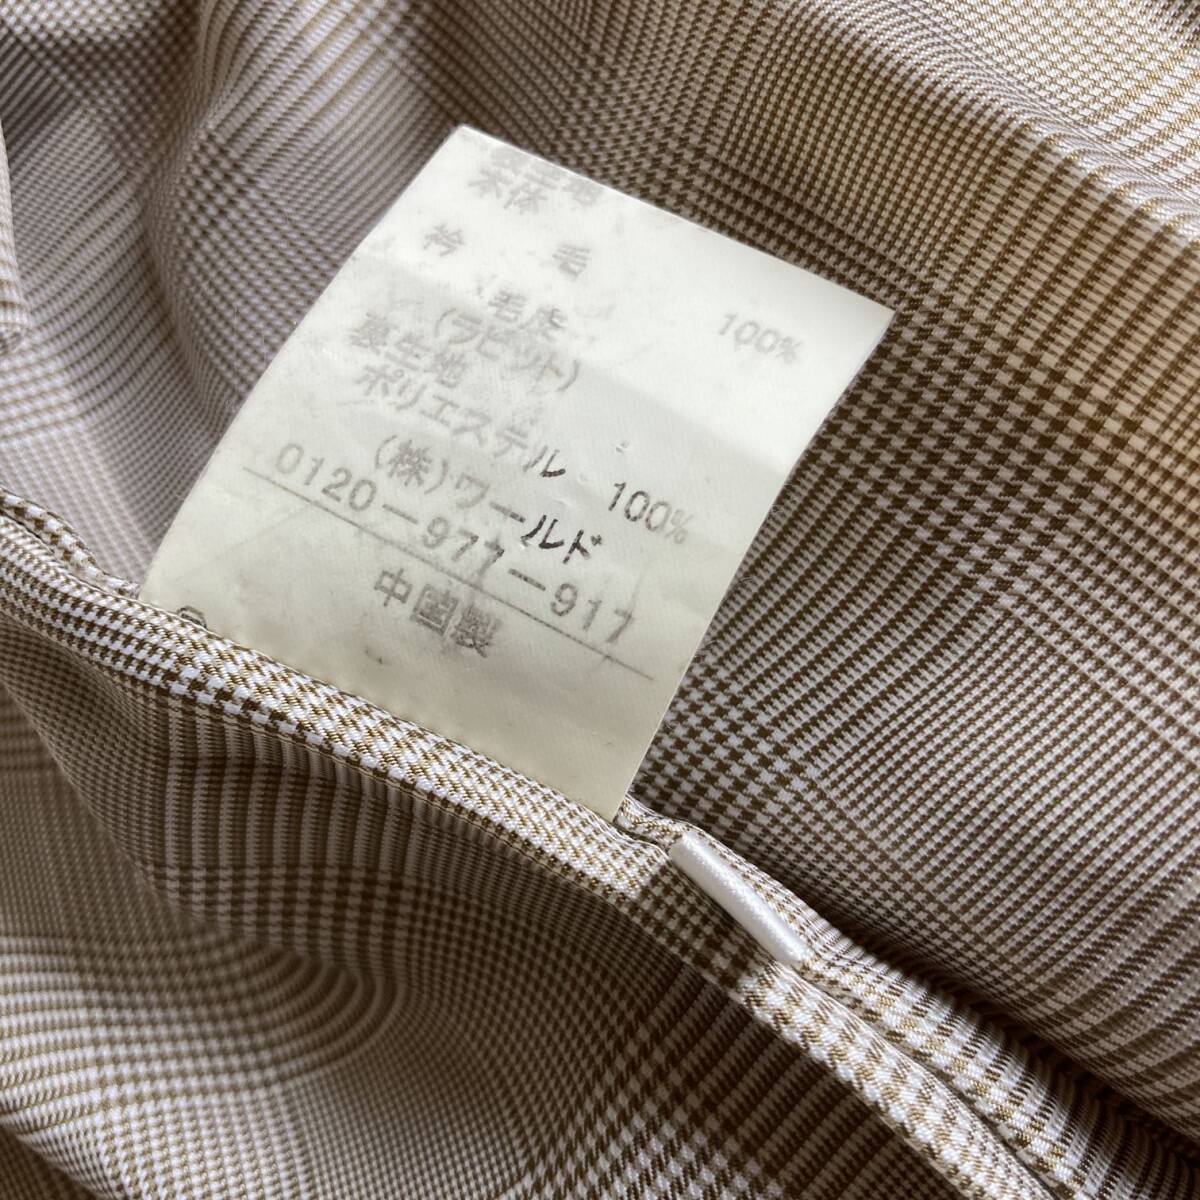 本体
毛 100%
衿
毛皮
(ラビット)
裏生地
ポリエステル 100%
(株)ワールド
0120-977-917
中国製